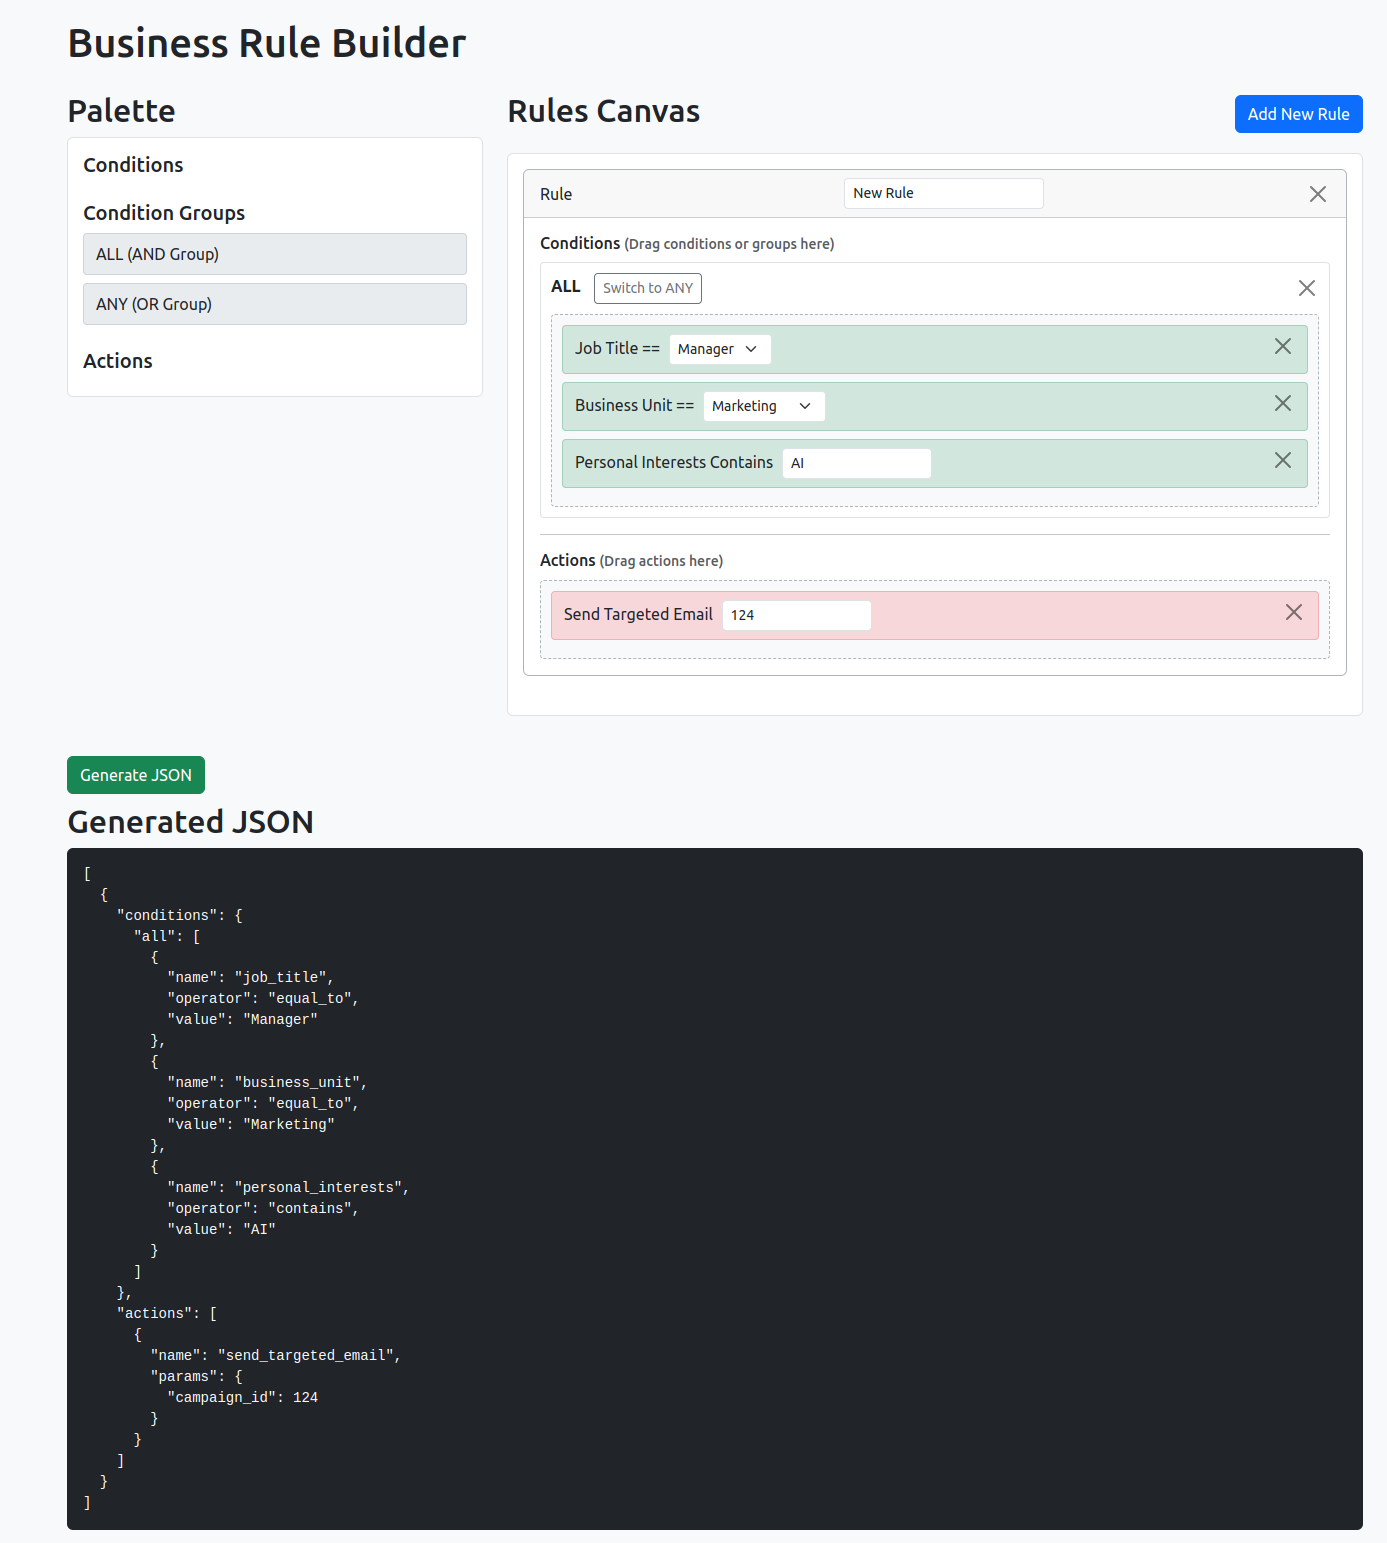 Business Rule Builder
Palette
Conditions
Condition Groups
ALL (AND Group)
ANY (OR Group)
Actions
Rules Canvas
Add New Rule
Rule
New Rule
Conditions (Drag conditions or groups here)
ALL
Switch to ANY
Job Title == Manager
Business Unit == Marketing
Personal Interests Contains AI
Actions (Drag actions here)
Send Targeted Email 124
Generate JSON
Generated JSON
[
  {
    "conditions": {
      "all": [
        {
          "name": "job_title",
          "operator": "equal_to",
          "value": "Manager"
        },
        {
          "name": "business_unit",
          "operator": "equal_to",
          "value": "Marketing"
        },
        {
          "name": "personal_interests",
          "operator": "contains",
          "value": "AI"
        }
      ]
    },
    "actions": [
      {
        "name": "send_targeted_email",
        "params": {
          "campaign_id": 124
        }
      }
    ]
  }
]